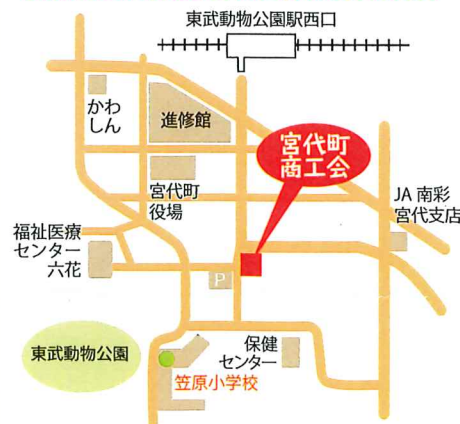 東武動物公園駅西口
かわ
しん
進修館
宮代町
商工会
宮代町
役場
JA 南彩
宮代支店
福祉医療
センター
六花
P
東武動物公園
保健
センター
笠原小学校